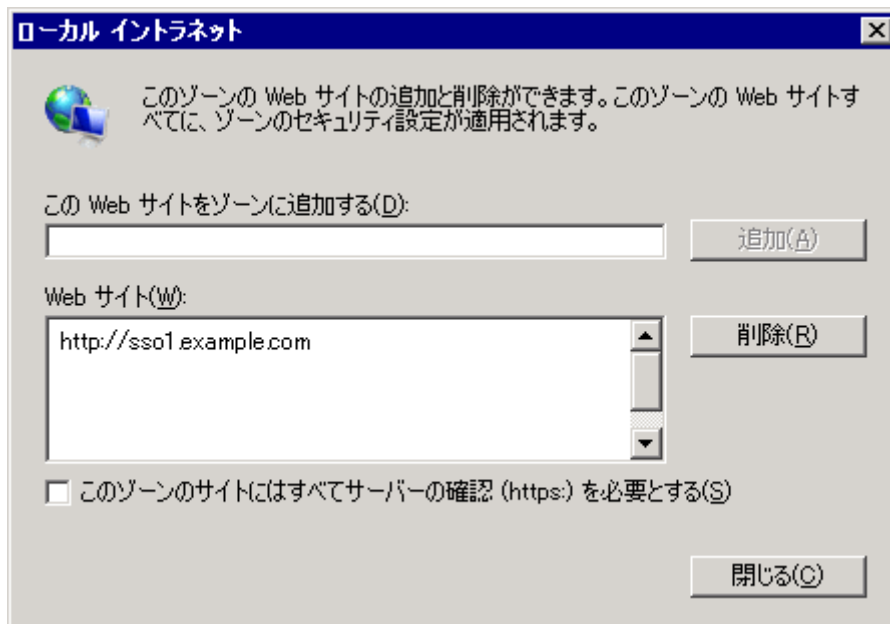 ローカル イントラネット
このゾーンの Web サイトの追加と削除ができます。このゾーンの Web サイトす
べてに、ゾーンのセキュリティ設定が適用されます。
この Web サイトをゾーンに追加する(D):
追加(A)
Web サイト(W):
http://sso1.example.com
削除(R)
このゾーンのサイトにはすべてサーバーの確認 (https:) を必要とする(S)
閉じる(C)